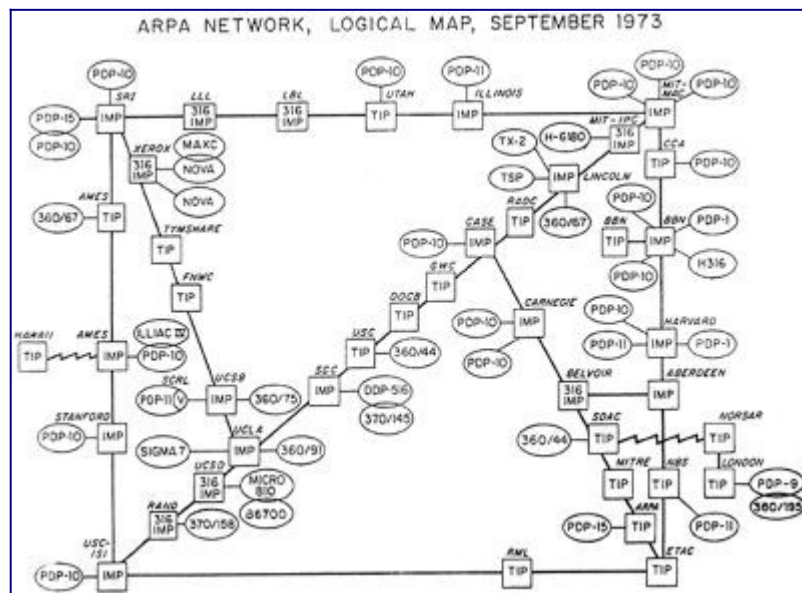 ARPA NETWORK, LOGICAL MAP, SEPTEMBER 1973
PDP-10
SRI
IMP
PDP-15
PDP-10
LLL
316 IMP
LBL
316 IMP
PDP-10
UTAH
TIP
PDP-11
ILLINOIS
IMP
PDP-10
PDP-10
PDP-10
MIT-MAC
IMP
XEROX
316 IMP
MAXC
NOVA
NOVA
MIT-IPC
H-6180
316 IMP
TX-2
TSP
LINCOLN
IMP
360/67
CCA
TIP
PDP-10
AMES
360/67
TIP
TYMSHARE
TIP
FNWC
TIP
RADC
TIP
CASE
PDP-10
IMP
GWC
TIP
DOCB
TIP
PDP-10
BBN
TIP
BBN
IMP
PDP-1
H316
PDP-10
HAWAII
TIP
AMES
IMP
ILLIAC IV
PDP-10
USC
TIP
360/44
CARNEGIE
PDP-10
IMP
PDP-10
PDP-10
HARVARD
PDP-11
IMP
PDP-1
SCRL
PDP-11
V
UCSB
IMP
360/75
IMP
DDP-516
370/145
BELVOIR
316 IMP
ABERDEEN
IMP
STANFORD
PDP-10
IMP
UCLA
SIGMA7
IMP
360/91
SDAC
360/44
TIP
NORSAR
TIP
UCSD
316 IMP
MICRO 810
B6700
MITRE
TIP
NBS
TIP
PDP-11
LONDON
TIP
PDP-9
360/195
RAND
316 IMP
370/158
ARPA
PDP-15
TIP
USC-ISI
PDP-10
IMP
RML
TIP
ETAC
TIP